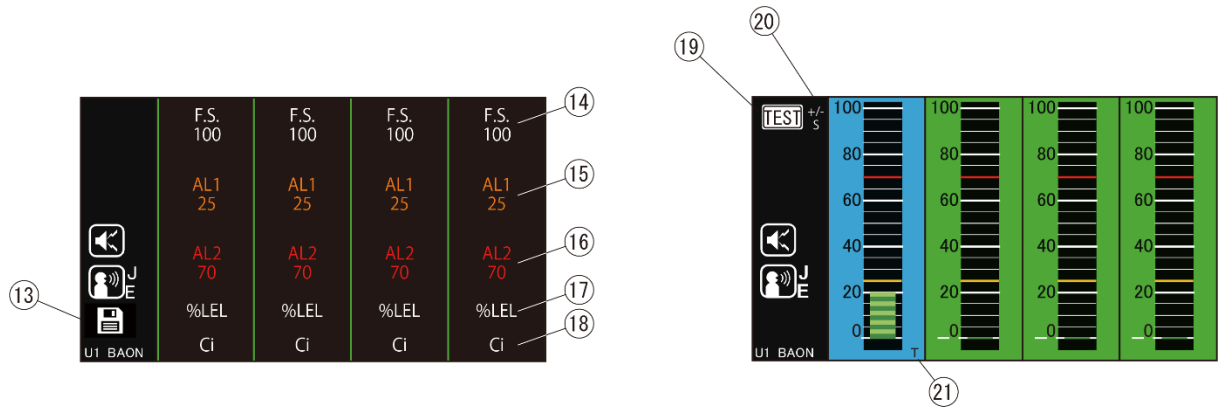 ⑬
⑭
⑮
⑯
⑰
⑱
F.S. F.S. F.S. F.S.
100 100 100 100
AL1 AL1 AL1 AL1
25 25 25 25
AL2 AL2 AL2 AL2
70 70 70 70
%LEL %LEL %LEL %LEL
Ci Ci Ci Ci
J
E
U1 BAON
⑲
⑳
㉑
TEST +/-
S
J
E
U1 BAON
100 100 100 100
80 80 80 80
60 60 60 60
40 40 40 40
20 20 20 20
0 0 0 0
T